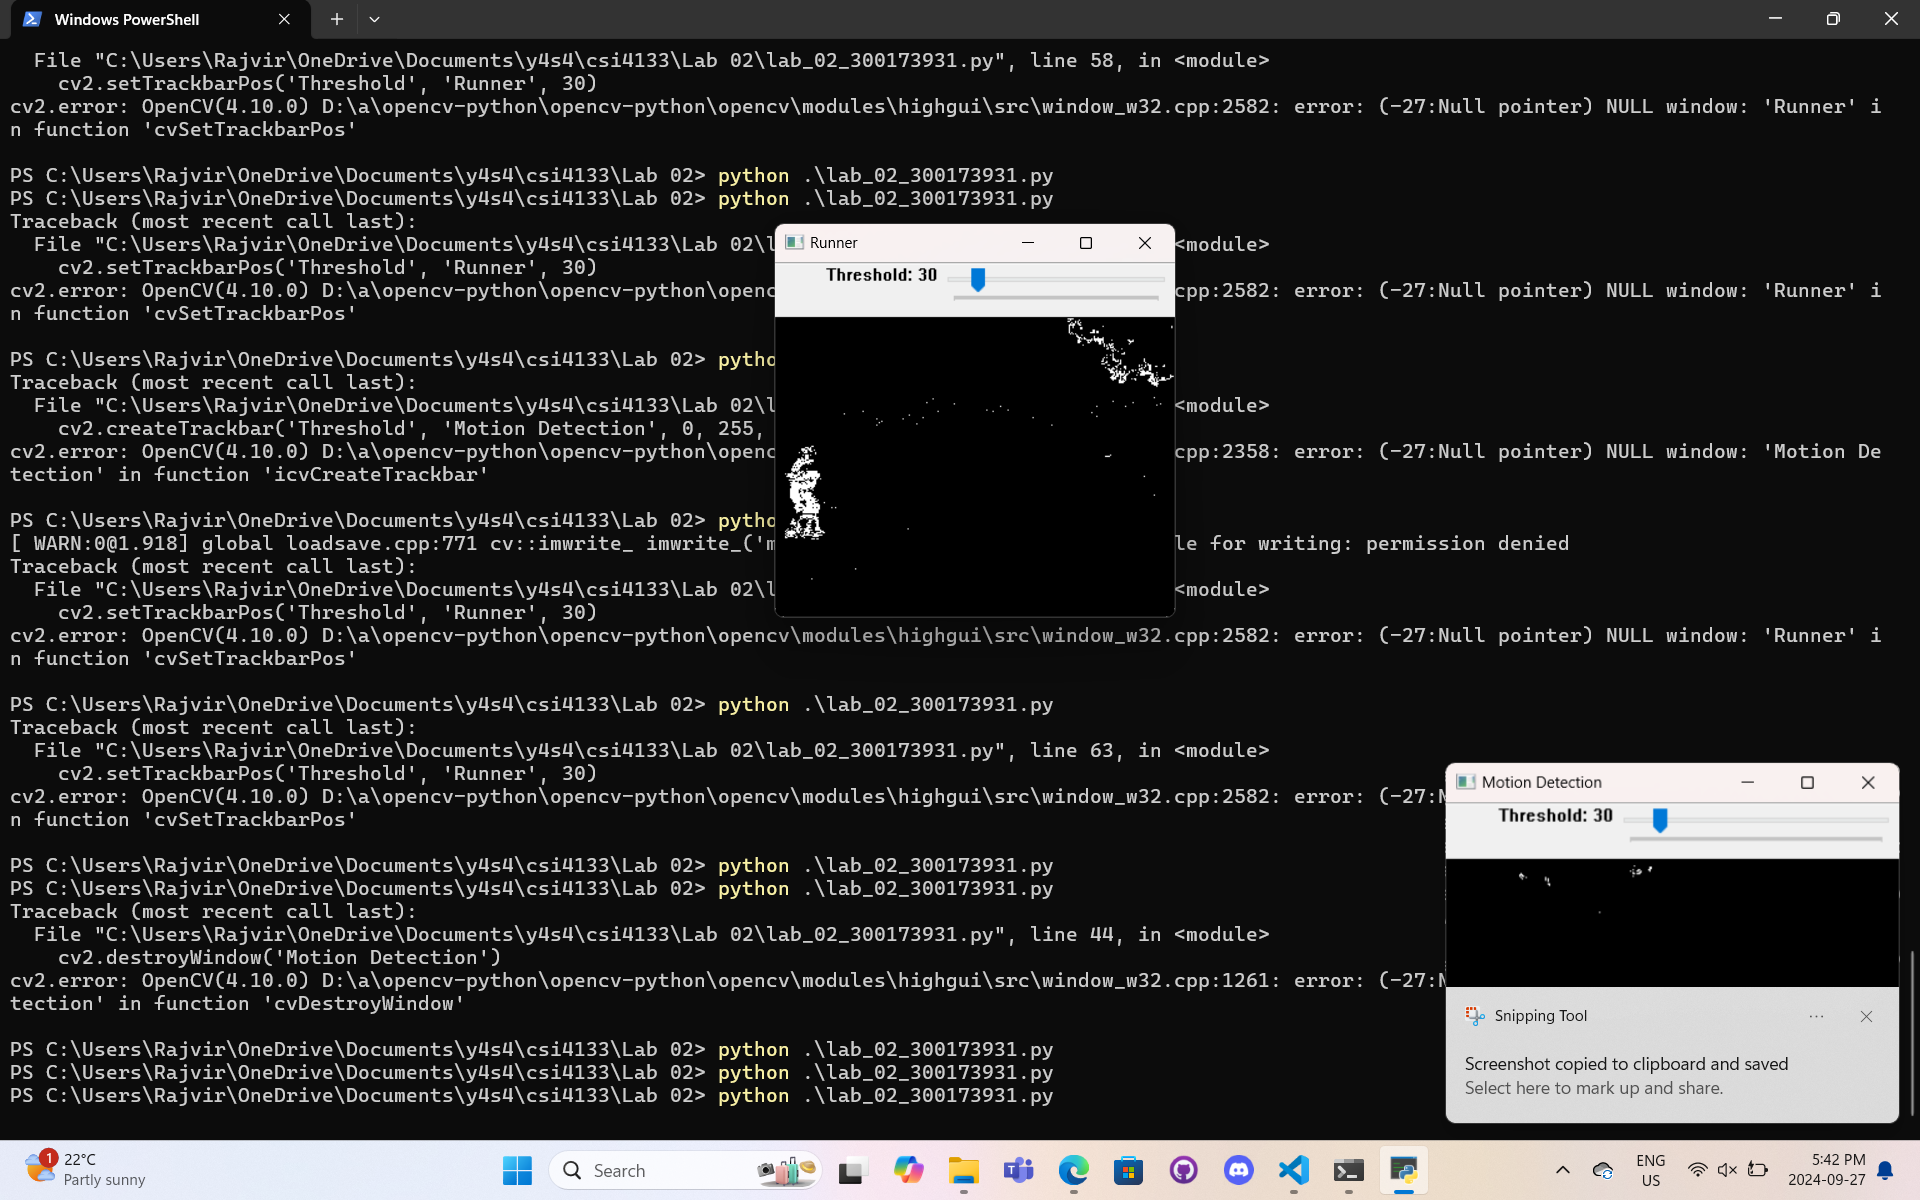 Windows PowerShell
  File "C:\Users\Rajvir\OneDrive\Documents\y4s4\csi4133\Lab 02\lab_02_300173931.py", line 58, in <module>
    cv2.setTrackbarPos('Threshold', 'Runner', 30)
cv2.error: OpenCV(4.10.0) D:\a\opencv-python\opencv-python\opencv\modules\highgui\src\window_w32.cpp:2582: error: (-27:Null pointer) NULL window: 'Runner' i
n function 'cvSetTrackbarPos'
PS C:\Users\Rajvir\OneDrive\Documents\y4s4\csi4133\Lab 02> python .\lab_02_300173931.py
PS C:\Users\Rajvir\OneDrive\Documents\y4s4\csi4133\Lab 02> python .\lab_02_300173931.py
Traceback (most recent call last):
  File "C:\Users\Rajvir\OneDrive\Documents\y4s4\csi4133\Lab 02\l <module>
    cv2.setTrackbarPos('Threshold', 'Runner', 30)
cv2.error: OpenCV(4.10.0) D:\a\opencv-python\opencv-python\openc cpp:2582: error: (-27:Null pointer) NULL window: 'Runner' i
n function 'cvSetTrackbarPos'
PS C:\Users\Rajvir\OneDrive\Documents\y4s4\csi4133\Lab 02> pytho
Traceback (most recent call last):
  File "C:\Users\Rajvir\OneDrive\Documents\y4s4\csi4133\Lab 02\l <module>
    cv2.createTrackbar('Threshold', 'Motion Detection', 0, 255,
cv2.error: OpenCV(4.10.0) D:\a\opencv-python\opencv-python\openc cpp:2358: error: (-27:Null pointer) NULL window: 'Motion De
tection' in function 'icvCreateTrackbar'
PS C:\Users\Rajvir\OneDrive\Documents\y4s4\csi4133\Lab 02> pytho
[ WARN:0@1.918] global loadsave.cpp:771 cv::imwrite_ imwrite_('m le for writing: permission denied
Traceback (most recent call last):
  File "C:\Users\Rajvir\OneDrive\Documents\y4s4\csi4133\Lab 02\l <module>
    cv2.setTrackbarPos('Threshold', 'Runner', 30)
cv2.error: OpenCV(4.10.0) D:\a\opencv-python\opencv-python\opencv\modules\highgui\src\window_w32.cpp:2582: error: (-27:Null pointer) NULL window: 'Runner' i
n function 'cvSetTrackbarPos'
PS C:\Users\Rajvir\OneDrive\Documents\y4s4\csi4133\Lab 02> python .\lab_02_300173931.py
Traceback (most recent call last):
  File "C:\Users\Rajvir\OneDrive\Documents\y4s4\csi4133\Lab 02\lab_02_300173931.py", line 63, in <module>
    cv2.setTrackbarPos('Threshold', 'Runner', 30)
cv2.error: OpenCV(4.10.0) D:\a\opencv-python\opencv-python\opencv\modules\highgui\src\window_w32.cpp:2582: error: (-27:N
n function 'cvSetTrackbarPos'
PS C:\Users\Rajvir\OneDrive\Documents\y4s4\csi4133\Lab 02> python .\lab_02_300173931.py
PS C:\Users\Rajvir\OneDrive\Documents\y4s4\csi4133\Lab 02> python .\lab_02_300173931.py
Traceback (most recent call last):
  File "C:\Users\Rajvir\OneDrive\Documents\y4s4\csi4133\Lab 02\lab_02_300173931.py", line 44, in <module>
    cv2.destroyWindow('Motion Detection')
cv2.error: OpenCV(4.10.0) D:\a\opencv-python\opencv-python\opencv\modules\highgui\src\window_w32.cpp:1261: error: (-27:N
tection' in function 'cvDestroyWindow'
PS C:\Users\Rajvir\OneDrive\Documents\y4s4\csi4133\Lab 02> python .\lab_02_300173931.py
PS C:\Users\Rajvir\OneDrive\Documents\y4s4\csi4133\Lab 02> python .\lab_02_300173931.py
PS C:\Users\Rajvir\OneDrive\Documents\y4s4\csi4133\Lab 02> python .\lab_02_300173931.py
Runner
Threshold: 30
Motion Detection
Threshold: 30
Snipping Tool
Screenshot copied to clipboard and saved
Select here to mark up and share.
1
22°C
Partly sunny
Search
ENG
US
5:42 PM
2024-09-27